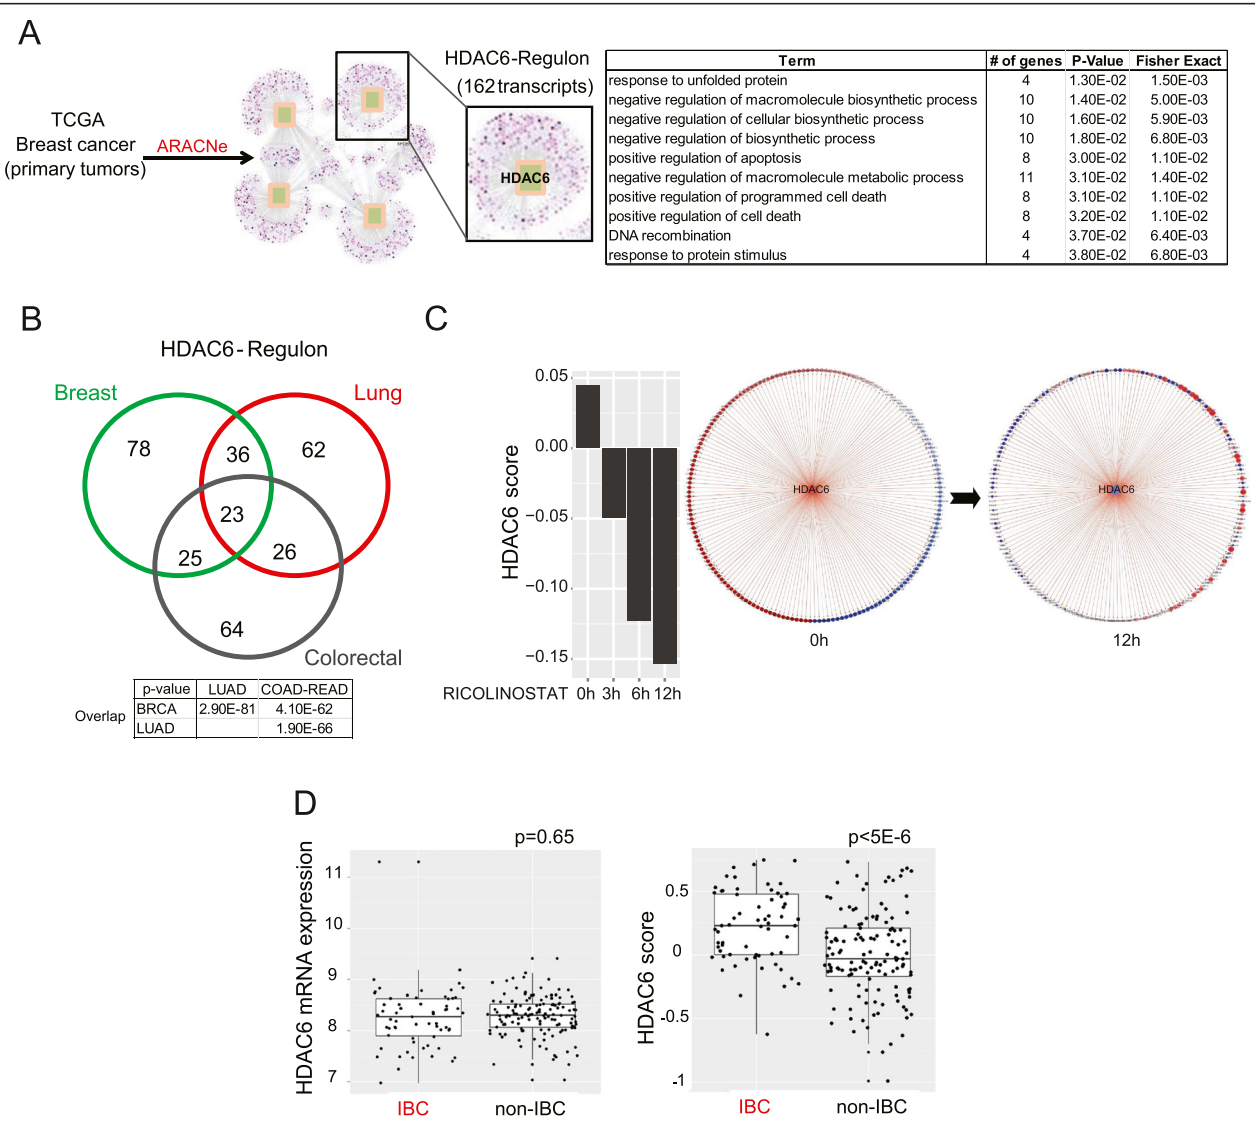 A
TCGA
Breast cancer
(primary tumors)
ARACNe
HDAC6-Regulon
(162transcripts)
HDAC6
Term # of genes P-Value Fisher Exact
response to unfolded protein 4 1.30E-02 1.50E-03
negative regulation of macromolecule biosynthetic process 10 1.40E-02 5.00E-03
negative regulation of cellular biosynthetic process 10 1.60E-02 5.90E-03
negative regulation of biosynthetic process 10 1.80E-02 6.80E-03
positive regulation of apoptosis 8 3.00E-02 1.10E-02
negative regulation of macromolecule metabolic process 11 3.10E-02 1.40E-02
positive regulation of programmed cell death 8 3.10E-02 1.10E-02
positive regulation of cell death 8 3.20E-02 1.10E-02
DNA recombination 4 3.70E-02 6.40E-03
response to protein stimulus 4 3.80E-02 6.80E-03
B
HDAC6-Regulon
Breast
Lung
78
36
62
23
25
26
64
Colorectal
Overlap
p-value LUAD COAD-READ
BRCA 2.90E-81 4.10E-62
LUAD 1.90E-66
C
HDAC6 score
0.05
0.00
−0.05
−0.10
−0.15
RICOLINOSTAT 0h 3h 6h 12h
HDAC6
0h
HDAC6
12h
D
p=0.65
HDAC6 mRNA expression
11
10
9
8
7
IBC non-IBC
p<5E-6
HDAC6 score
0.5
0
-0.5
-1
IBC non-IBC